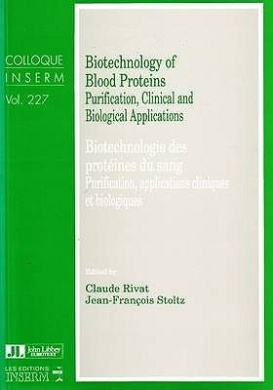 COLLOQUE
INSERM
Vol. 227
Biotechnology of
Blood Proteins
Purification, Clinical and
Biological Applications
Biotechnologie des
protéines du sang
Purification, applications cliniques
et biologiques
Edited by
Claude Rivat
Jean-François Stoltz
JL
John Libbey
EUROTEXT
LES EDITIONS
INSERM